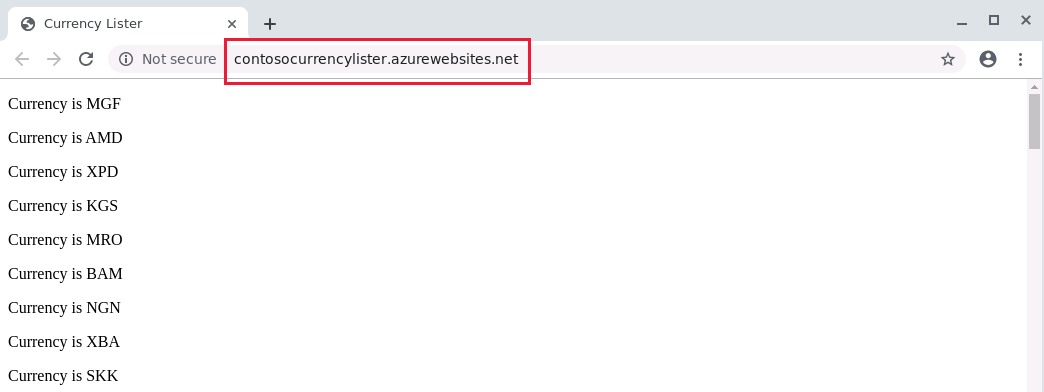 Currency Lister
Not secure contosocurrencylister.azurewebsites.net
Currency is MGF
Currency is AMD
Currency is XPD
Currency is KGS
Currency is MRO
Currency is BAM
Currency is NGN
Currency is XBA
Currency is SKK